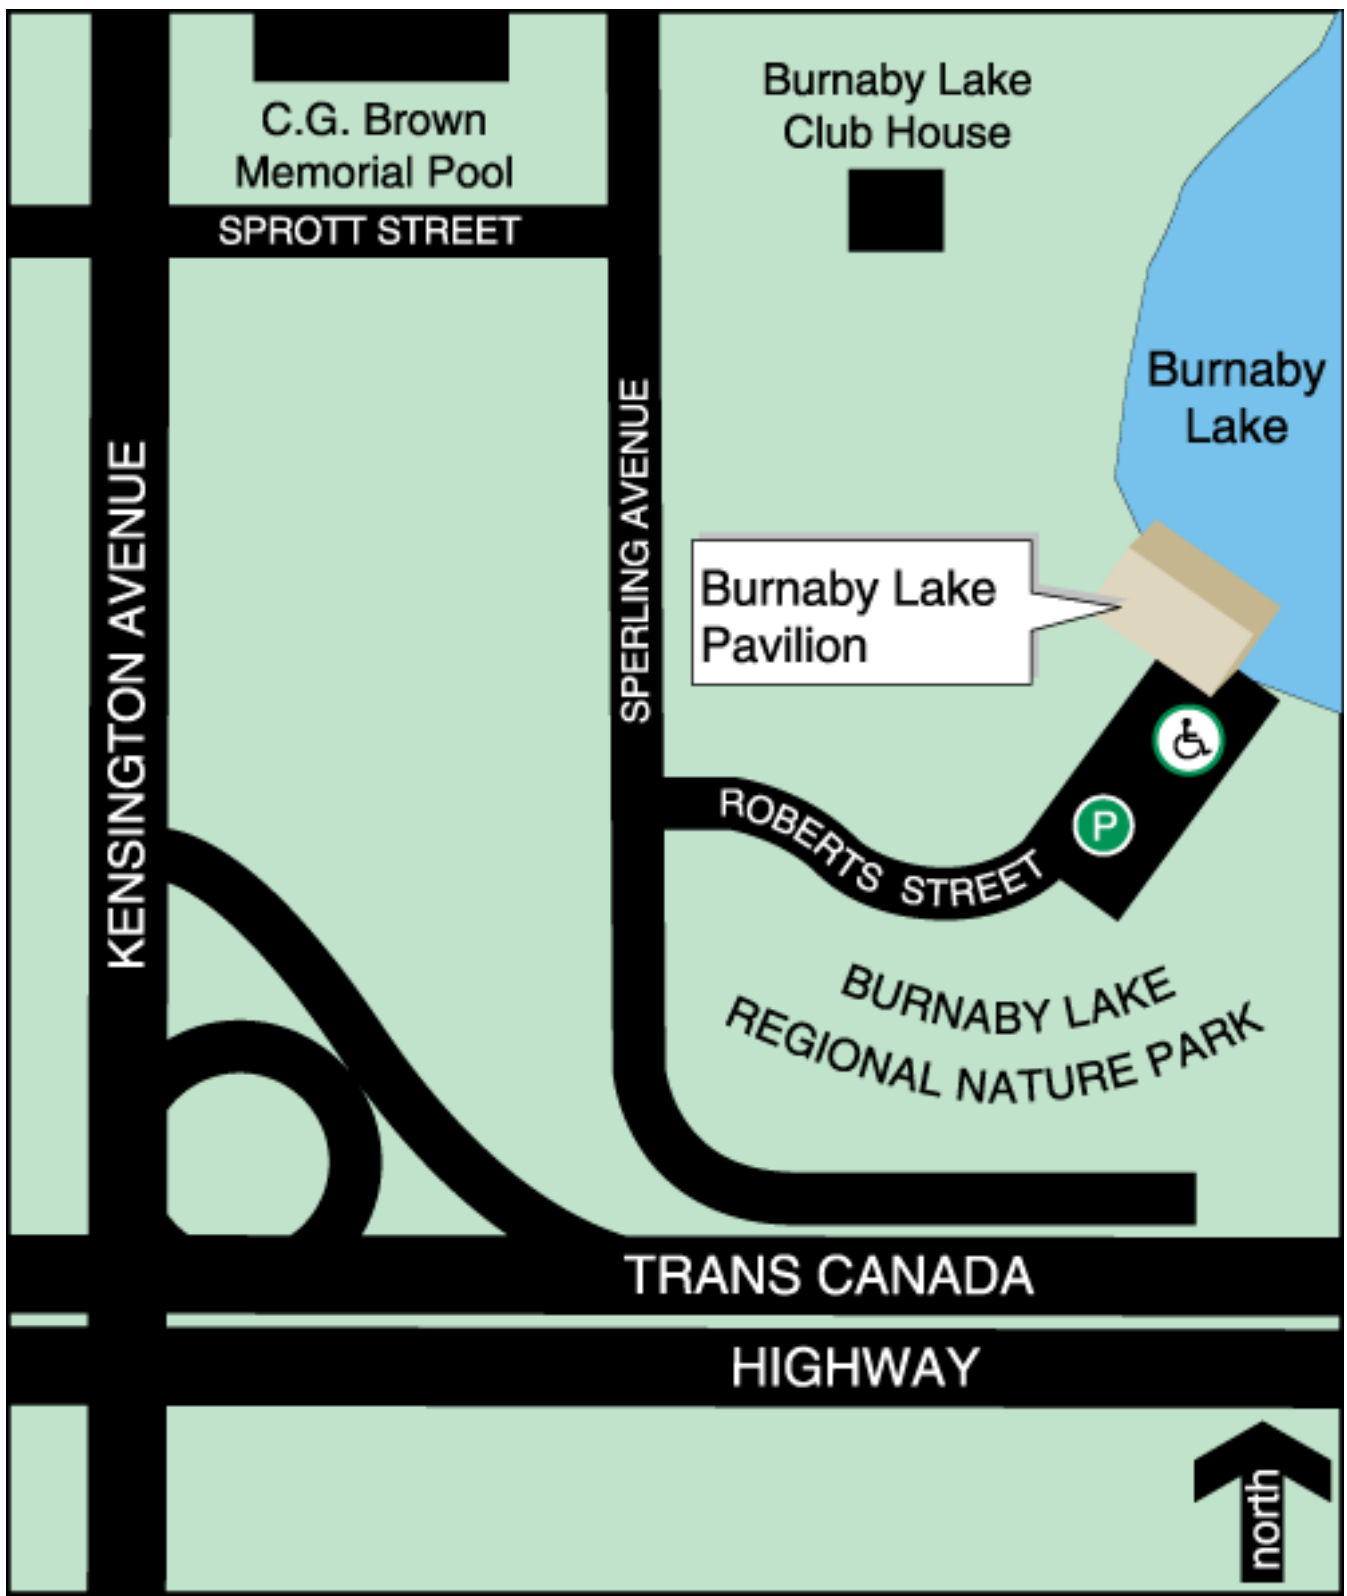 C.G. Brown
Memorial Pool
Burnaby Lake
Club House
SPROTT STREET
Burnaby
Lake
KENSINGTON AVENUE
SPERLING AVENUE
Burnaby Lake
Pavilion
P
ROBERTS STREET
BURNABY LAKE
REGIONAL NATURE PARK
TRANS CANADA
HIGHWAY
north